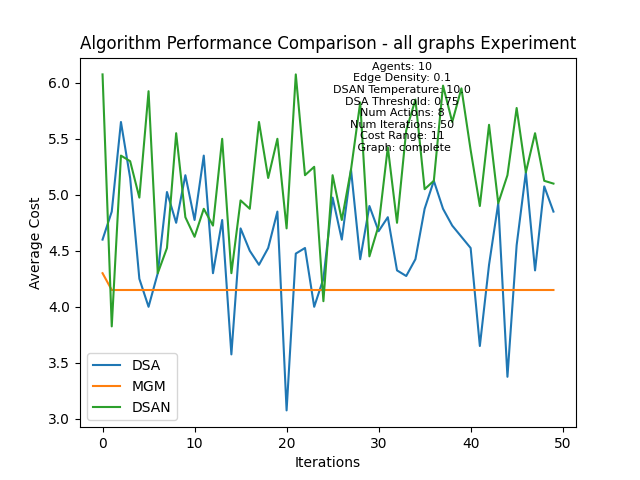 Algorithm Performance Comparison - all graphs Experiment
Agents: 10
Edge Density: 0.1
DSAN Temperature: 10.0
DSA Threshold: 0.75
Num Actions: 8
Num Iterations: 50
Cost Range: 11
Graph: complete
Average Cost
6.0
5.5
5.0
4.5
4.0
3.5
3.0
DSA
MGM
DSAN
0 10 20 30 40 50
Iterations